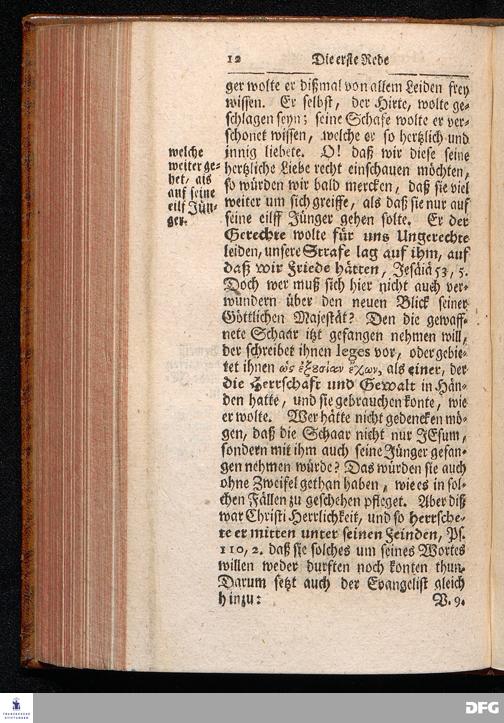 12 Die erste Rede
ger wolte er dißmal von allem Leiden frey
wissen. Er selbst, der Hirte, wolte ge-
schlagen seyn; seine Schafe wolte er ver-
schonet wissen, welche er so hertzlich und
innig liebete. O! daß wir diese seine
hertzliche Liebe recht einschauen möchten,
so würden wir bald mercken, daß sie viel
weiter um sich greiffe, als daß sie nur auf
seine eilff Jünger gehen solte. Er der
Gerechte wolte für uns Ungerechte
leiden, unsere Strafe lag auf ihm, auf
daß wir Friede hätten, Jesäiä 53, 5.
Doch wer muß sich hier nicht auch ver-
wundern über den neuen Blick seiner
Göttlichen Majestät? Den die gewaff-
nete Schaar itzt gefangen nehmen will,
der schreibet ihnen leges vor, oder gebie-
tet ihnen ὡς ἐξουσίαν ἔχων, als einer, der
die Herrschaft und Gewalt in Hän-
den hatte, und sie gebrauchen konte, wie
er wolte. Wer hätte nicht gedencken mö-
gen, daß die Schaar nicht nur JEsum,
sondern mit ihm auch seine Jünger gefan-
gen nehmen würde? Das würden sie auch
ohne Zweifel gethan haben, wie es in sol-
chen Fällen zu geschehen pfleget. Aber diß
war Christi Herrlichkeit, und so herrsche-
te er mitten unter seinen Feinden, Ps.
110, 2. daß sie solches um seines Wortes
willen weder durften noch konten thun.
Darum setzt auch der Evangelist gleich
hinzu: V. 9.
welche
weiter ge-
het, als
auf seine
eilf Jün-
ger.
FRANCKESCHE
STIFTUNGEN
DFG